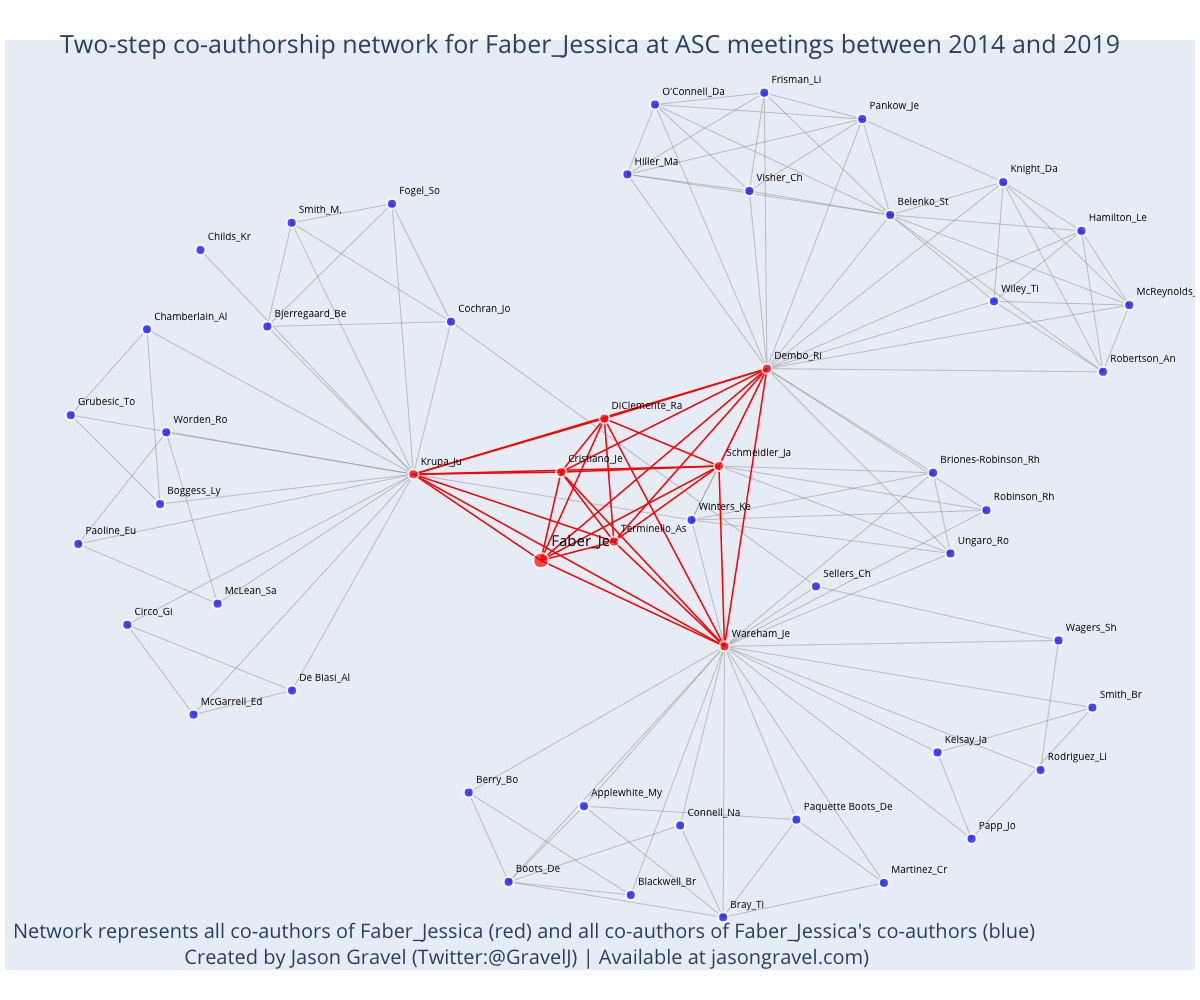 Two-step co-authorship network for Faber_Jessica at ASC meetings between 2014 and 2019
Frisman_Li
O'Connell_Da
Pankow_Je
Hiller_Ma
Knight_Da
Visher_Ch
Fogel_So
Belenko_St
Smith_M.
Hamilton_Le
Childs_Kr
Wiley_Ti
McReynolds_
Cochran_Jo
Bjerregaard_Be
Chamberlain_Al
Dembo_Ri
Robertson_An
Grubesic_To
DiClemente_Ra
Worden_Ro
Schmeidler_Ja
Krupa_Ju
Cristiano_Je
Briones-Robinson_Rh
Boggess_Ly
Robinson_Rh
Winters_Ke
Paoline_Eu
Terminello_As
Faber_Je
Ungaro_Ro
Sellers_Ch
McLean_Sa
Circo_Gi
Wareham_Je
Wagers_Sh
De Biasi_Al
Smith_Br
McGarrell_Ed
Kelsay_Ja
Rodriguez_Li
Berry_Bo
Applewhite_My
Paquette Boots_De
Connell_Na
Papp_Jo
Boots_De
Martinez_Cr
Blackwell_Br
Bray_Ti
Network represents all co-authors of Faber_Jessica (red) and all co-authors of Faber_Jessica's co-authors (blue)
Created by Jason Gravel (Twitter:@GravelJ) | Available at jasongravel.com)